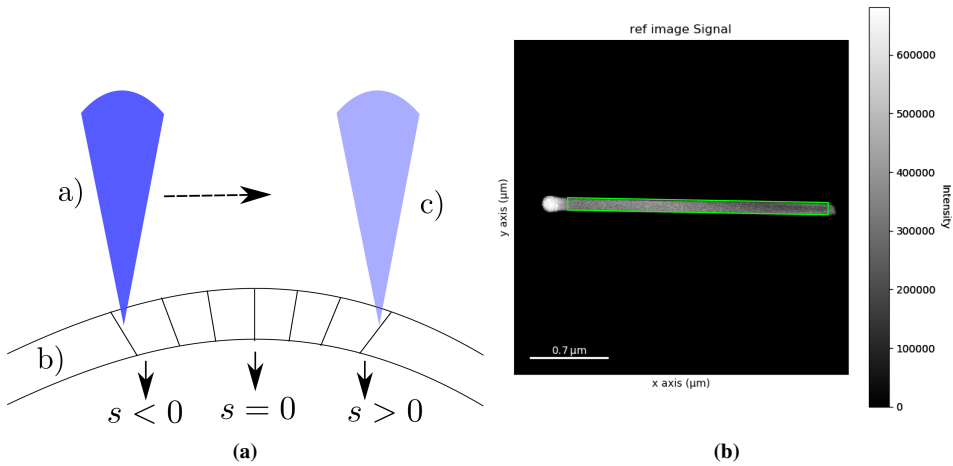 a)
b)
c)
s < 0
s = 0
s > 0
(a)
ref image Signal
y axis (μm)
0.7 μm
x axis (μm)
600000
500000
400000
300000
200000
100000
0
Intensity
(b)